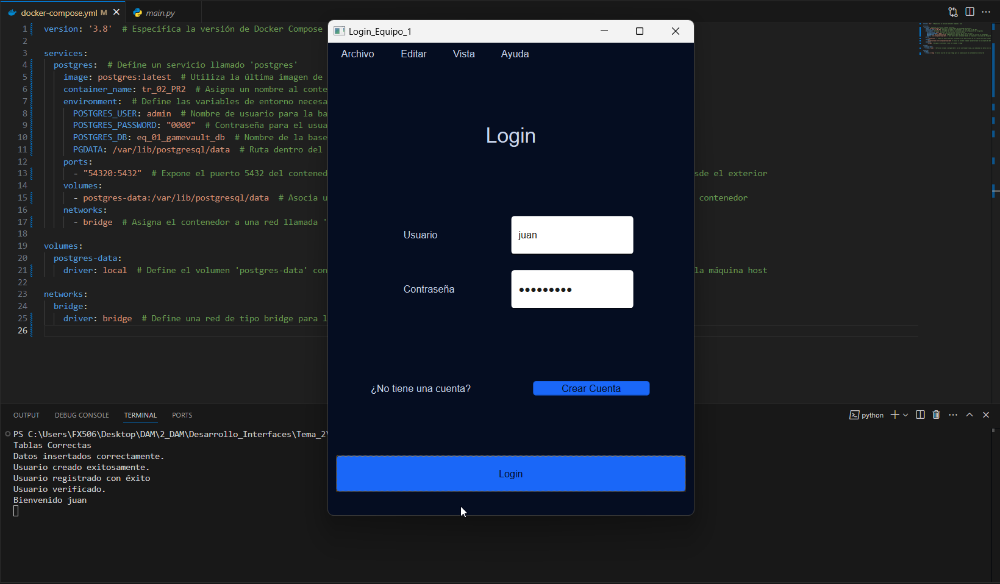 docker-compose.yml M
main.py
1 version: '3.8'  # Especifica la versión de Docker Compose
2
3 services:
4 postgres:  # Define un servicio llamado 'postgres'
5 image: postgres:latest  # Utiliza la última imagen de
6 container_name: tr_02_PR2  # Asigna un nombre al conte
7 environment:  # Define las variables de entorno necesa
8 POSTGRES_USER: admin  # Nombre de usuario para la ba
9 POSTGRES_PASSWORD: "0000"  # Contraseña para el usua
10 POSTGRES_DB: eq_01_gamevault_db  # Nombre de la base
11 PGDATA: /var/lib/postgresql/data  # Ruta dentro del
12 ports:
13 - "54320:5432"  # Expone el puerto 5432 del contened
sde el exterior
14 volumes:
15 - postgres-data:/var/lib/postgresql/data  # Asocia u
contenedor
16 networks:
17 - bridge  # Asigna el contenedor a una red llamada '
18
19 volumes:
20 postgres-data:
21 driver: local  # Define el volumen 'postgres-data' con
la máquina host
22
23 networks:
24 bridge:
25 driver: bridge  # Define una red de tipo bridge para l
26
Login_Equipo_1
Archivo Editar Vista Ayuda
Login
Usuario
juan
Contraseña
•••••••••
¿No tiene una cuenta?
Crear Cuenta
Login
OUTPUT DEBUG CONSOLE TERMINAL PORTS
python
PS C:\Users\FX506\Desktop\DAM\2_DAM\Desarrollo_Interfaces\Tema_2\
Tablas Correctas
Datos insertados correctamente.
Usuario creado exitosamente.
Usuario registrado con éxito
Usuario verificado.
Bienvenido juan